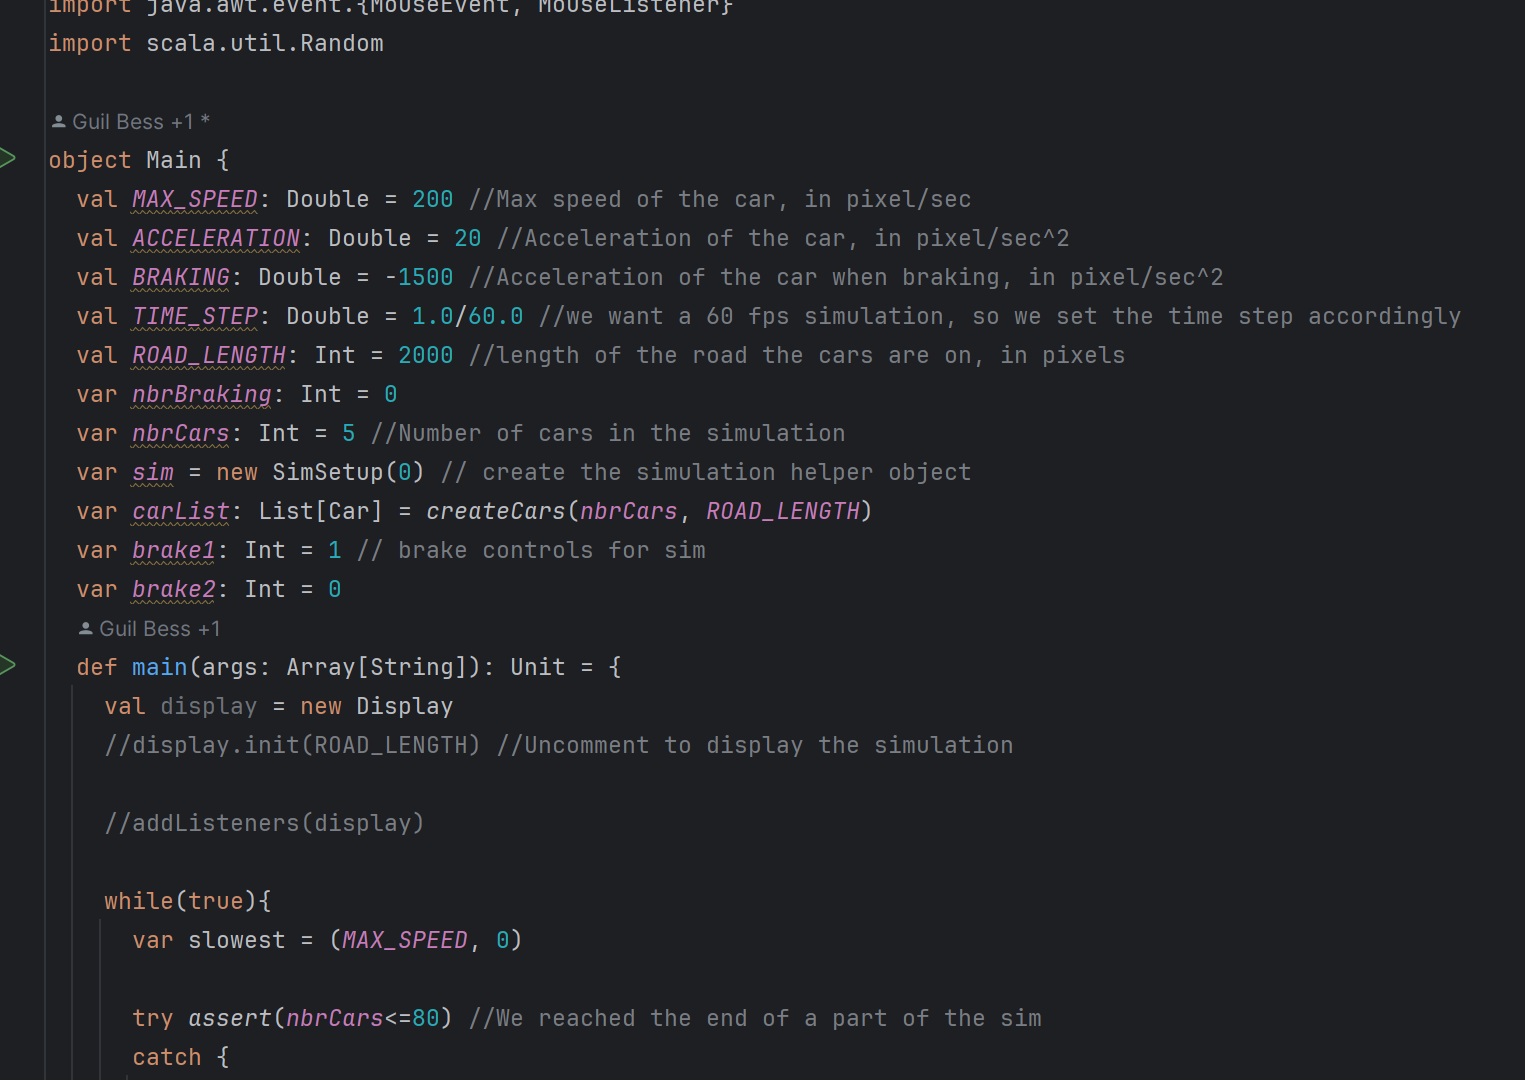 import java.awt.event.{MouseEvent, MouseListener}
import scala.util.Random
Guil Bess +1 *
object Main {
val MAX_SPEED: Double = 200 //Max speed of the car, in pixel/sec
val ACCELERATION: Double = 20 //Acceleration of the car, in pixel/sec^2
val BRAKING: Double = -1500 //Acceleration of the car when braking, in pixel/sec^2
val TIME_STEP: Double = 1.0/60.0 //we want a 60 fps simulation, so we set the time step accordingly
val ROAD_LENGTH: Int = 2000 //length of the road the cars are on, in pixels
var nbrBraking: Int = 0
var nbrCars: Int = 5 //Number of cars in the simulation
var sim = new SimSetup(0) // create the simulation helper object
var carList: List[Car] = createCars(nbrCars, ROAD_LENGTH)
var brake1: Int = 1 // brake controls for sim
var brake2: Int = 0
Guil Bess +1
def main(args: Array[String]): Unit = {
val display = new Display
//display.init(ROAD_LENGTH) //Uncomment to display the simulation
//addListeners(display)
while(true){
var slowest = (MAX_SPEED, 0)
try assert(nbrCars<=80) //We reached the end of a part of the sim
catch {